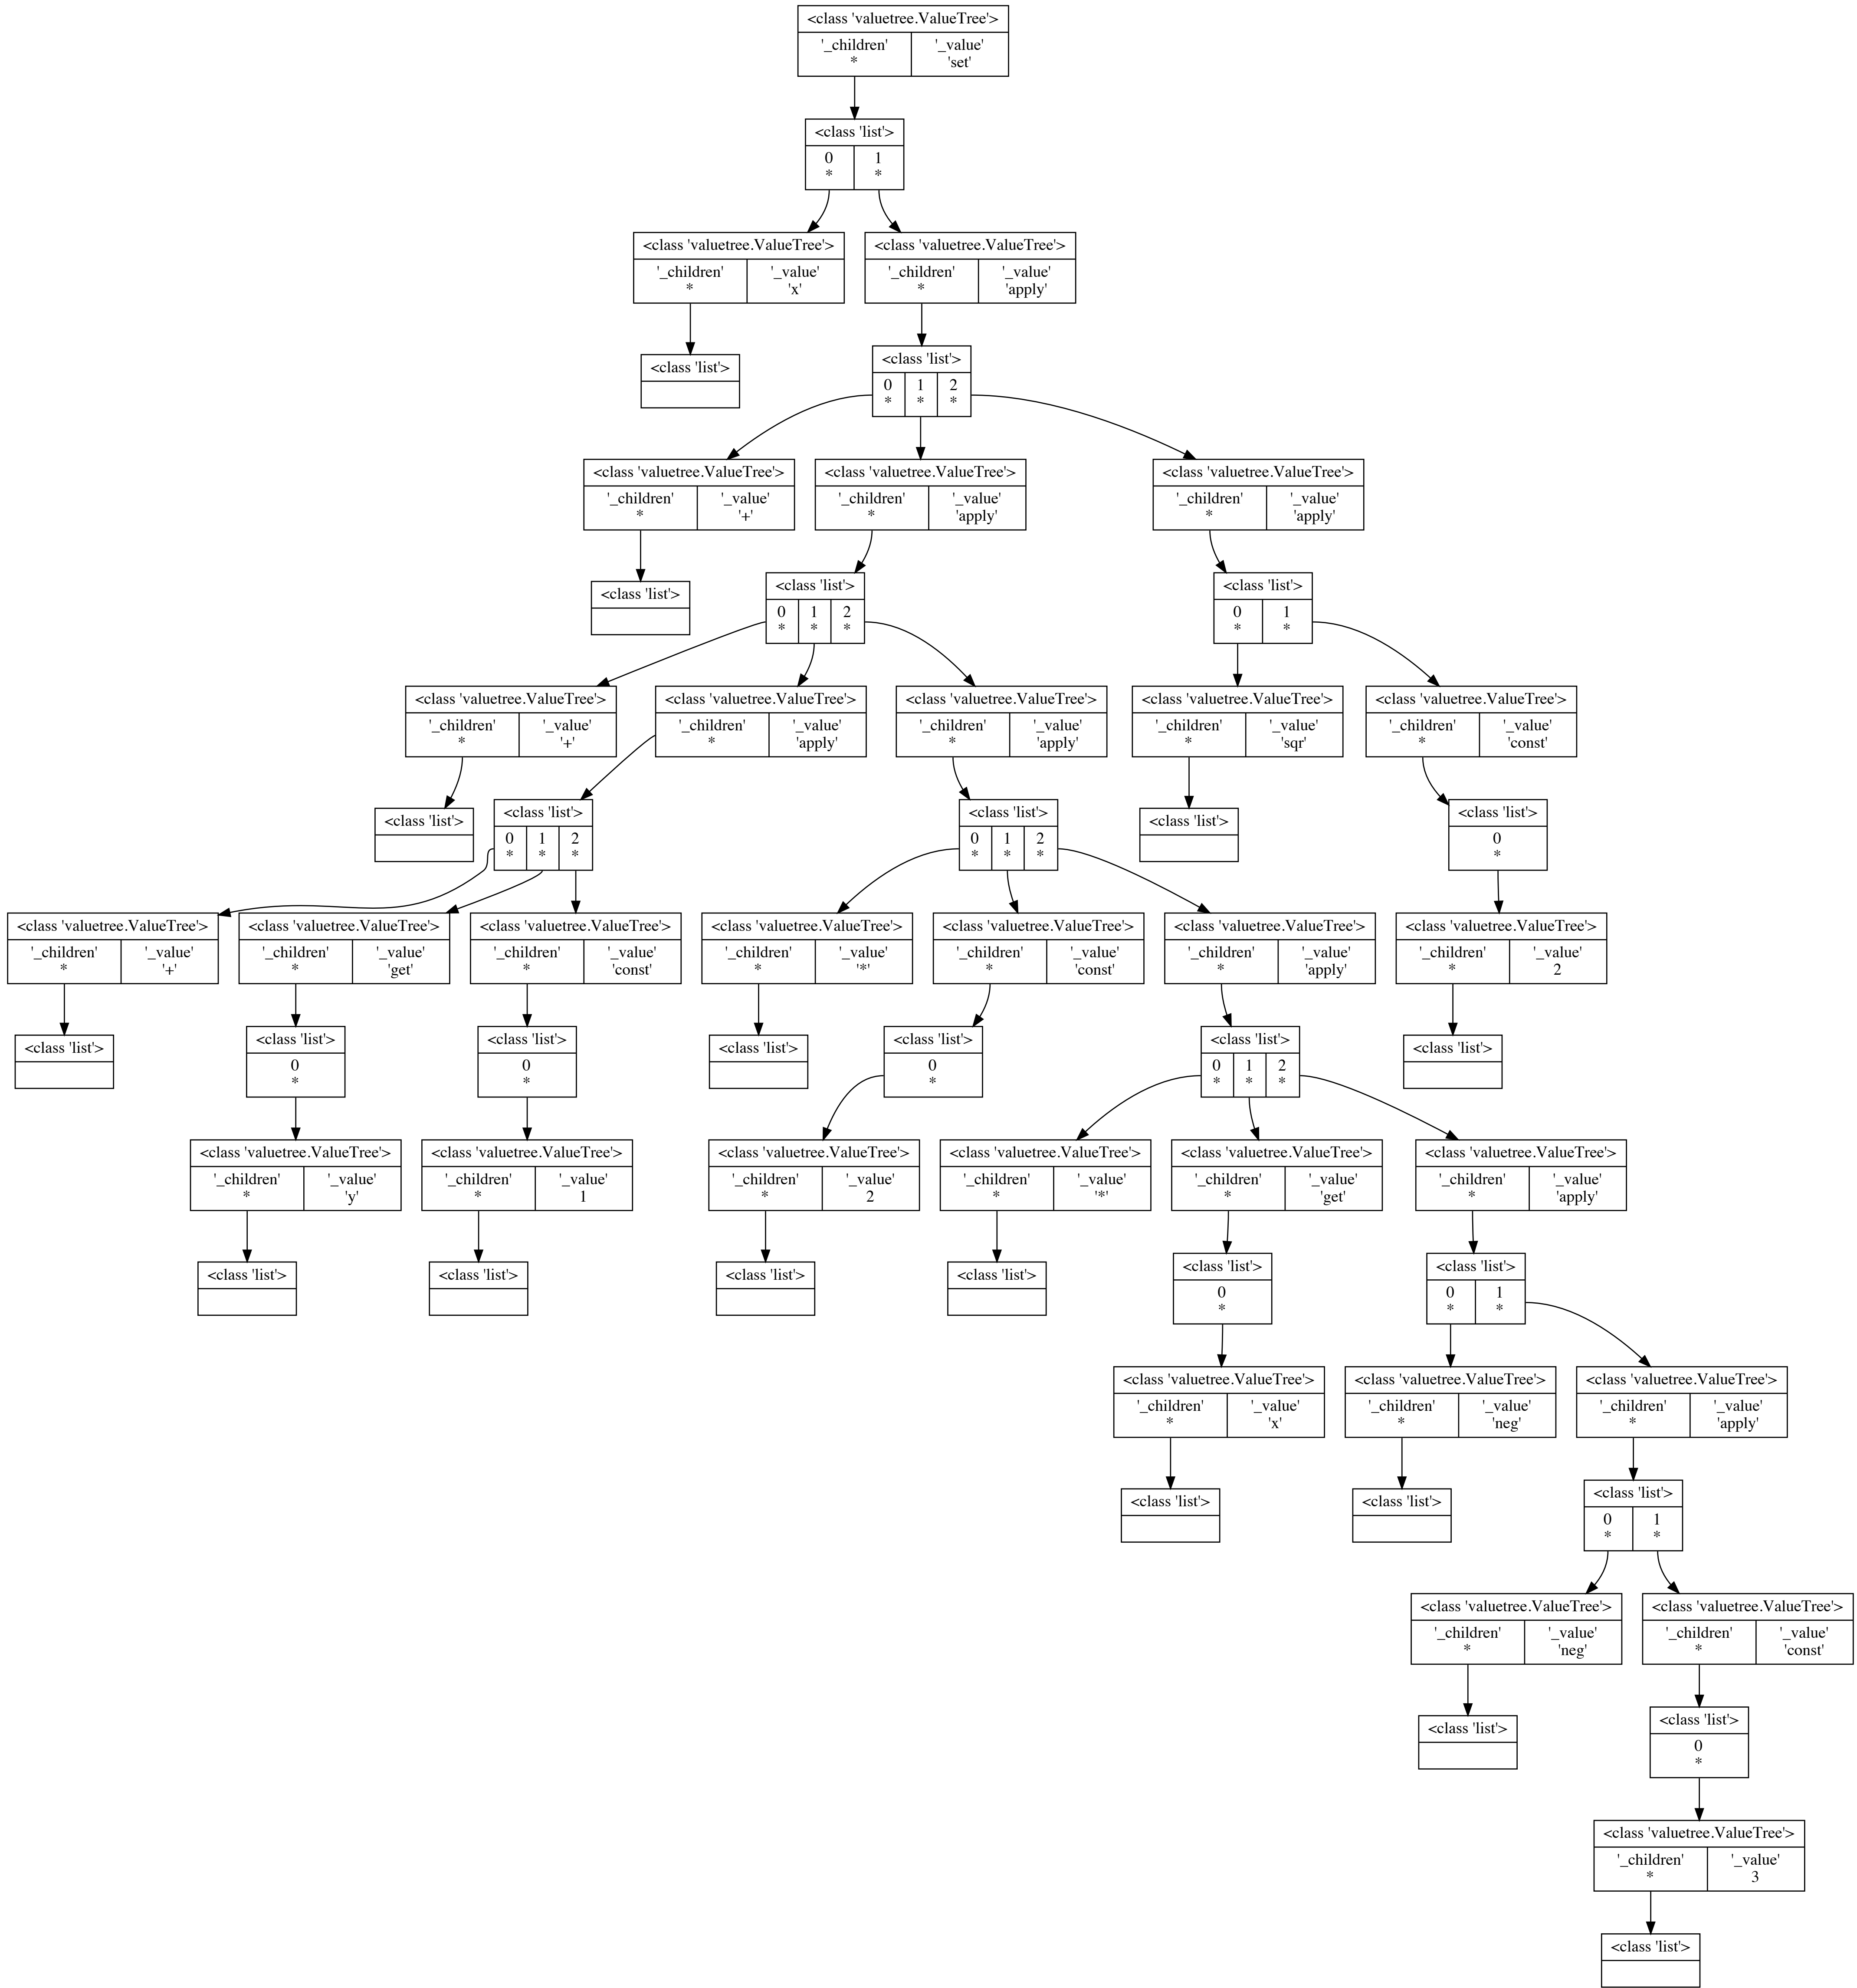 <class 'valuetree.ValueTree'>
'_children' '_value'
* 'set'
<class 'list'>
0 1
* *
<class 'valuetree.ValueTree'> <class 'valuetree.ValueTree'>
'_children' '_value' '_children' '_value'
* 'x' * 'apply'
<class 'list'>
0 1 2
* * *
<class 'list'>
<class 'valuetree.ValueTree'> <class 'valuetree.ValueTree'> <class 'valuetree.ValueTree'>
'_children' '_value' '_children' '_value' '_children' '_value'
* '+' * 'apply' * 'apply'
<class 'list'> <class 'list'>
0 1 2 0 1
* * * * *
<class 'list'>
<class 'valuetree.ValueTree'> <class 'valuetree.ValueTree'> <class 'valuetree.ValueTree'> <class 'valuetree.ValueTree'> <class 'valuetree.ValueTree'>
'_children' '_value' '_children' '_value' '_children' '_value' '_children' '_value' '_children' '_value'
* '+' * 'apply' * 'apply' * 'sqr' * 'const'
<class 'list'> <class 'list'> <class 'list'>
<class 'list'> <class 'list'>
0 1 2 0 1 2 0
* * * * * * *
<class 'valuetree.ValueTree'> <class 'valuetree.ValueTree'> <class 'valuetree.ValueTree'> <class 'valuetree.ValueTree'> <class 'valuetree.ValueTree'> <class 'valuetree.ValueTree'> <class 'valuetree.ValueTree'>
'_children' '_value' '_children' '_value' '_children' '_value' '_children' '_value' '_children' '_value' '_children' '_value' '_children' '_value'
* '+' * 'get' * 'const' * '*' * 'const' * 'apply' * 2
<class 'list'> <class 'list'> <class 'list'> <class 'list'>
<class 'list'> <class 'list'> <class 'list'>
0 0 0 0 1 2
* * * * * *
<class 'valuetree.ValueTree'> <class 'valuetree.ValueTree'> <class 'valuetree.ValueTree'> <class 'valuetree.ValueTree'> <class 'valuetree.ValueTree'> <class 'valuetree.ValueTree'>
'_children' '_value' '_children' '_value' '_children' '_value' '_children' '_value' '_children' '_value' '_children' '_value'
* 'y' * 1 * 2 * '*' * 'get' * 'apply'
<class 'list'> <class 'list'>
0 0 1
* * *
<class 'list'> <class 'list'> <class 'list'> <class 'list'>
<class 'valuetree.ValueTree'> <class 'valuetree.ValueTree'> <class 'valuetree.ValueTree'>
'_children' '_value' '_children' '_value' '_children' '_value'
* 'x' * 'neg' * 'apply'
<class 'list'>
0 1
* *
<class 'list'> <class 'list'>
<class 'valuetree.ValueTree'> <class 'valuetree.ValueTree'>
'_children' '_value' '_children' '_value'
* 'neg' * 'const'
<class 'list'>
0
*
<class 'list'>
<class 'valuetree.ValueTree'>
'_children' '_value'
* 3
<class 'list'>